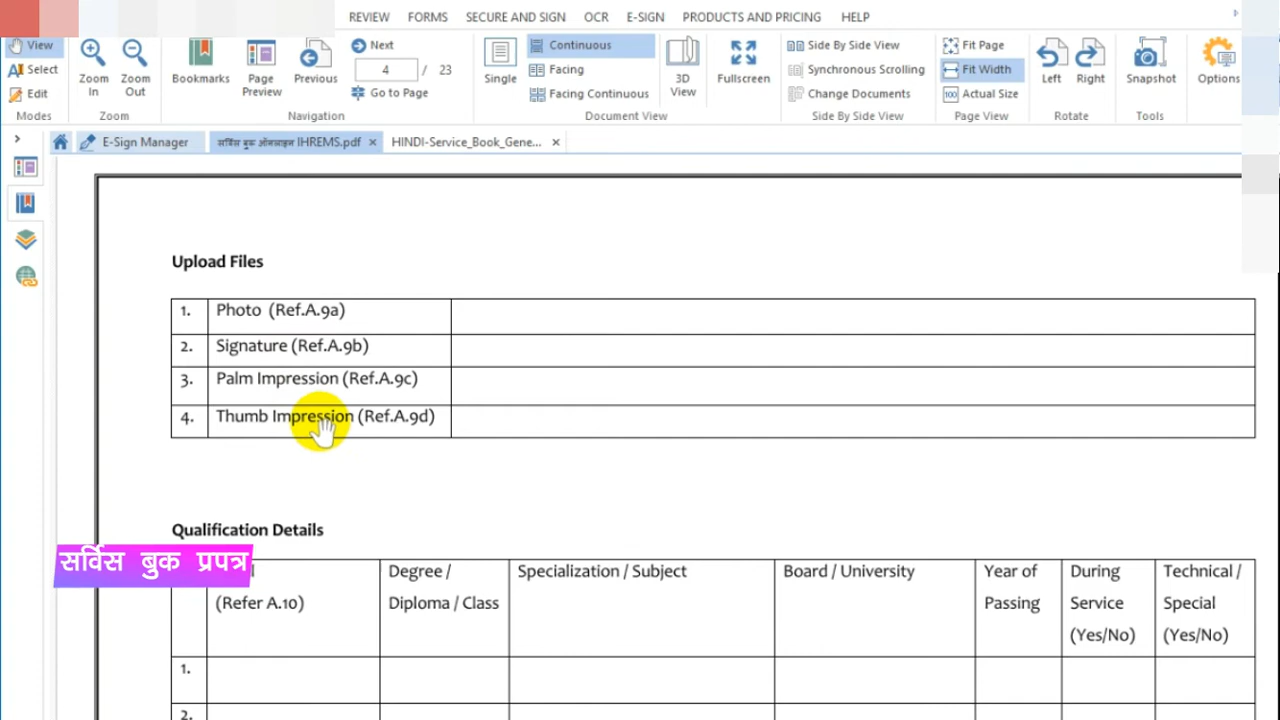 REVIEW FORMS SECURE AND SIGN OCR E-SIGN PRODUCTS AND PRICING HELP
View
Select
Edit
Modes
Zoom In
Zoom Out
Zoom
Bookmarks
Page Preview
Previous
Next
4 / 23
Go to Page
Navigation
Single
Continuous
Facing
Facing Continuous
3D View
Fullscreen
Document View
Side By Side View
Synchronous Scrolling
Change Documents
Side By Side View
Fit Page
Fit Width
Actual Size
Page View
Left
Right
Rotate
Snapshot
Tools
Options
E-Sign Manager
सर्विस बुक ऑनलाइन IHREMS.pdf
HINDI-Service_Book_Gene...
Upload Files
1. Photo (Ref.A.9a)
2. Signature (Ref.A.9b)
3. Palm Impression (Ref.A.9c)
4. Thumb Impression (Ref.A.9d)
Qualification Details
सर्विस बुक प्रपत्र
(Refer A.10)
Degree /
Diploma / Class
Specialization / Subject
Board / University
Year of
Passing
During
Service
(Yes/No)
Technical /
Special
(Yes/No)
1.
2.